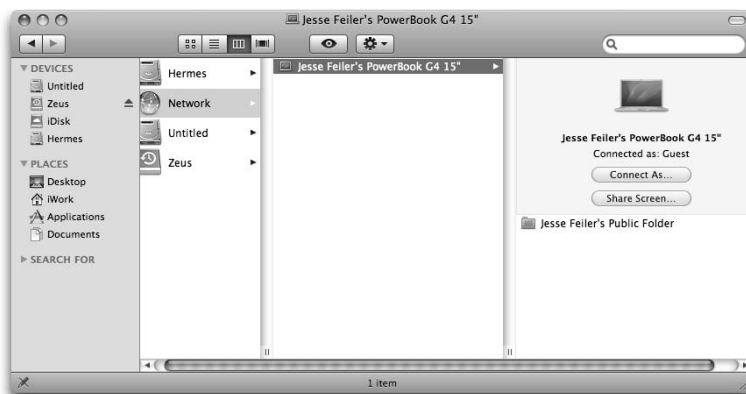 Jesse Feiler's PowerBook G4 15"
DEVICES
Untitled
Zeus
iDisk
Hermes
PLACES
Desktop
iWork
Applications
Documents
SEARCH FOR
Hermes
Network
Untitled
Zeus
Jesse Feiler's PowerBook G4 15"
Jesse Feiler's PowerBook G4 15"
Connected as: Guest
Connect As...
Share Screen...
Jesse Feiler's Public Folder
1 item